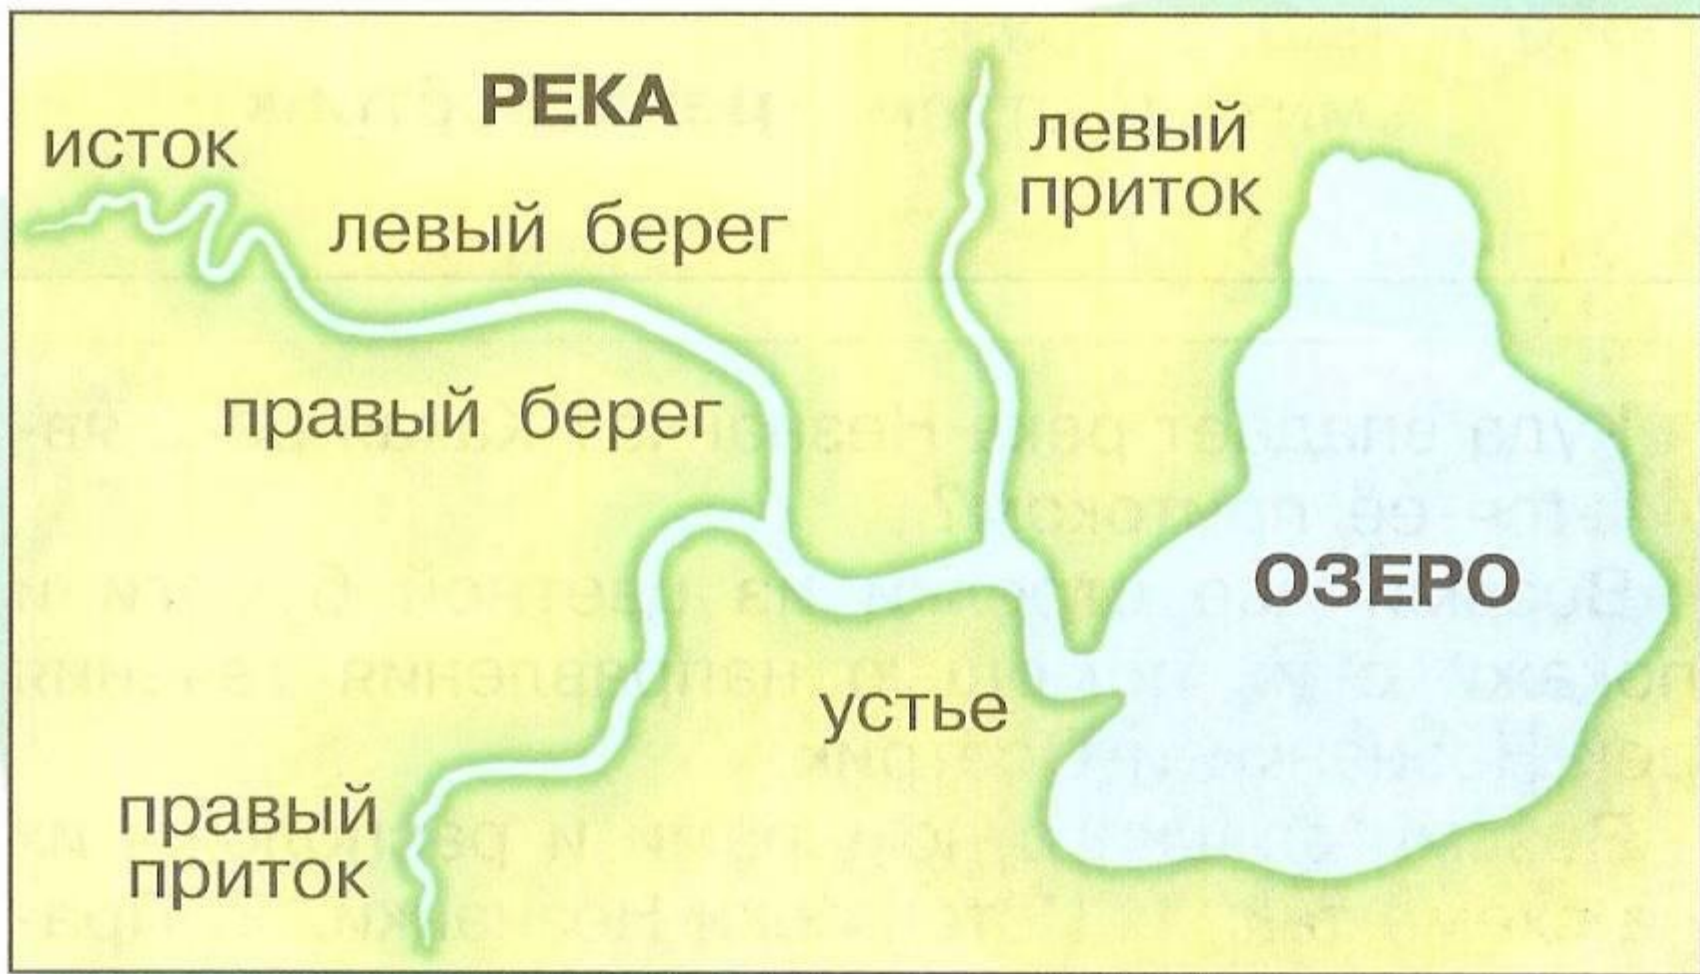 РЕКА
исток
левый берег
левый
приток
правый берег
ОЗЕРО
устье
правый
приток